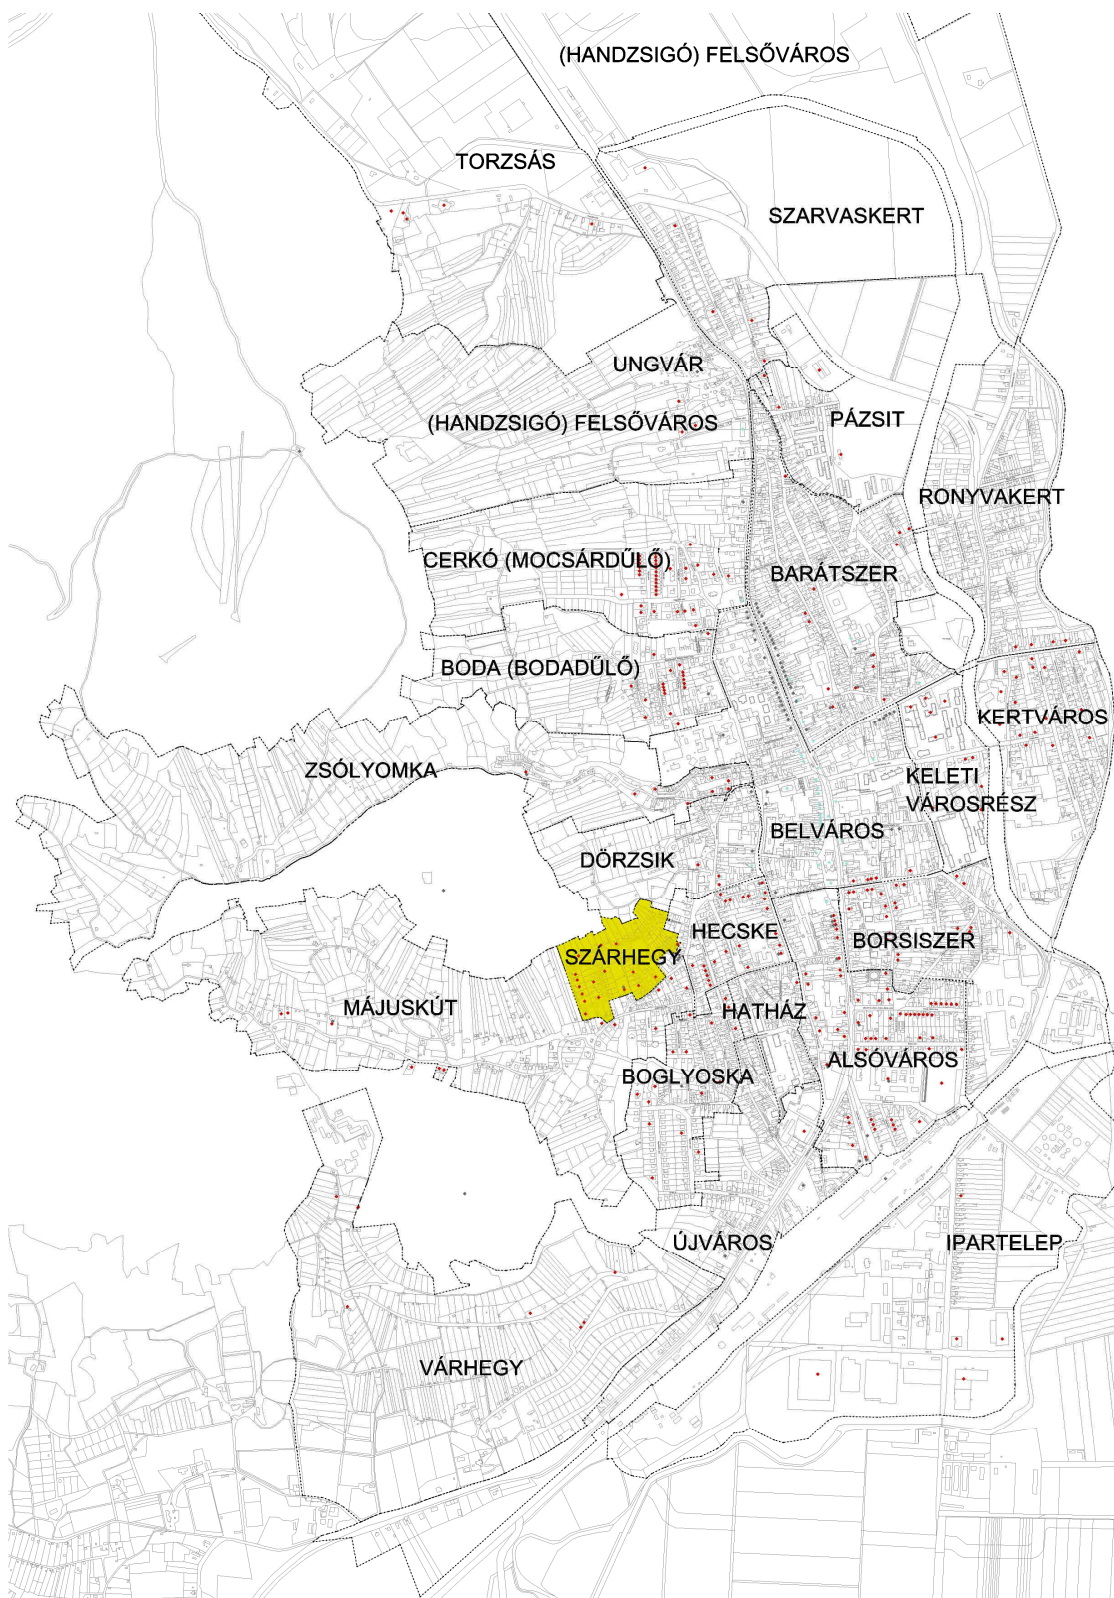 (HANDZSIGÓ) FELSŐVÁROS
TORZSÁS
SZARVASKERT
UNGVÁR
(HANDZSIGÓ) FELSŐVÁROS
PÁZSIT
RONYVAKERT
CERKÓ (MOCSÁRDŰLŐ)
BARÁTSZER
BODA (BODADŰLŐ)
KERTVÁROS
ZSÓLYOMKA
KELETI
VÁROSRÉSZ
BELVÁROS
DÖRZSIK
HECSKE
BORSISZER
SZÁRHEGY
MÁJUSKÚT
HATHÁZ
ALSÓVÁROS
BOGLYOSKA
ÚJVÁROS
IPARTELEP
VÁRHEGY